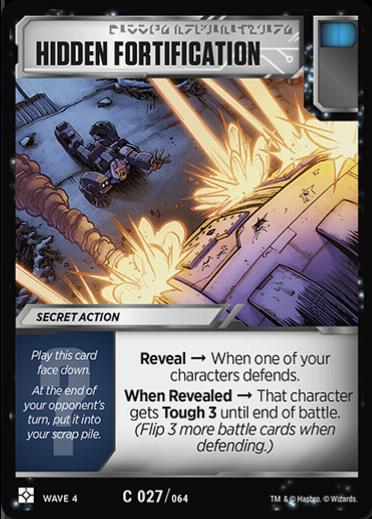 HIDDEN FORTIFICATION
SECRET ACTION
Play this card
face down.
At the end of
your opponent's
turn, put it into
your scrap pile.
Reveal → When one of your
characters defends.
When Revealed → That character
gets Tough 3 until end of battle.
(Flip 3 more battle cards when
defending.)
WAVE 4
C 027/064
TM & © Hasbro. © Wizards.